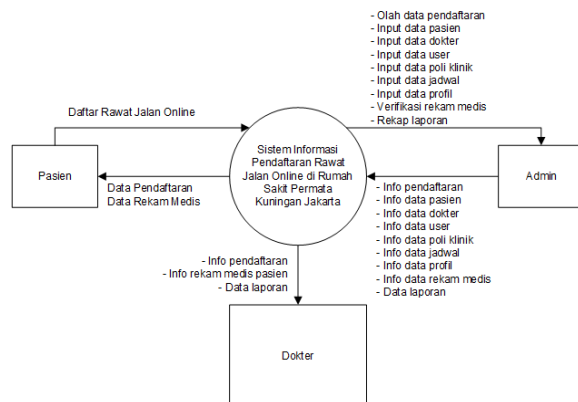 - Olah data pendaftaran
- Input data pasien
- Input data dokter
- Input data user
- Input data poli klinik
- Input data jadwal
- Input data profil
- Verifikasi rekam medis
- Rekap laporan
Daftar Rawat Jalan Online
Pasien
Sistem Informasi
Pendaftaran Rawat
Jalan Online di Rumah
Sakit Permata
Kuningan Jakarta
Admin
Data Pendaftaran
Data Rekam Medis
- Info pendaftaran
- Info data pasien
- Info data dokter
- Info data user
- Info data poli klinik
- Info data jadwal
- Info data profil
- Info data rekam medis
- Data laporan
- Info pendaftaran
- Info rekam medis pasien
- Data laporan
Dokter